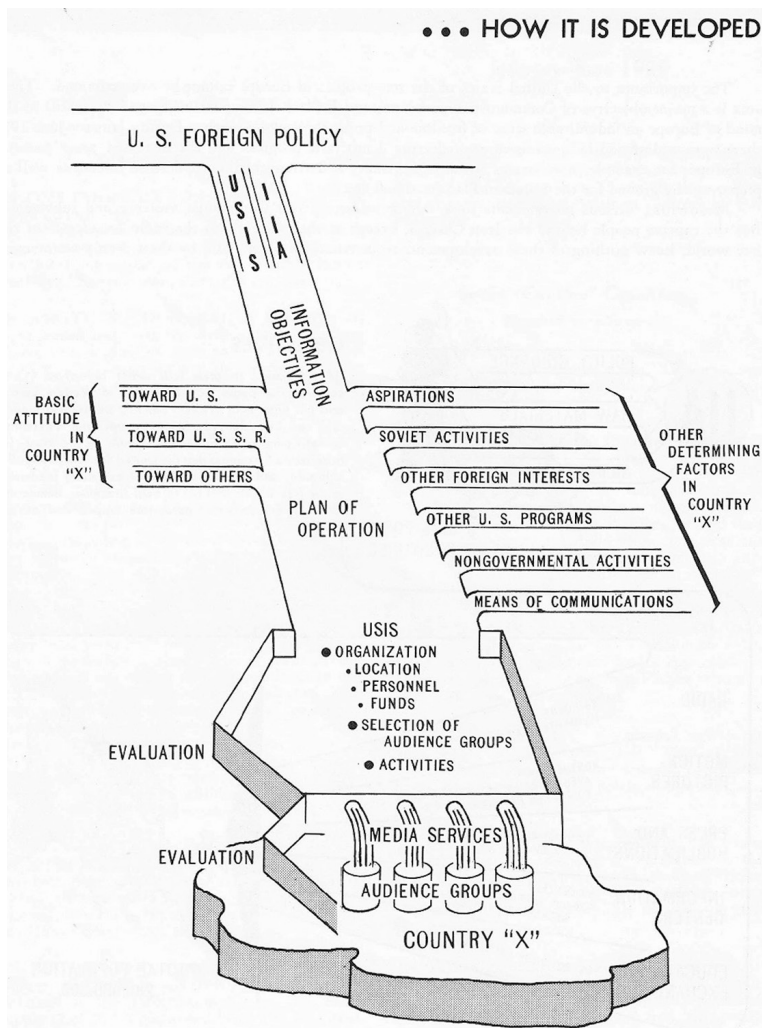 ... HOW IT IS DEVELOPED
U. S. FOREIGN POLICY
USIS
IIA
INFORMATION
OBJECTIVES
BASIC
ATTITUDE
IN
COUNTRY
"X"
TOWARD U. S.
TOWARD U. S. S. R.
TOWARD OTHERS
ASPIRATIONS
SOVIET ACTIVITIES
OTHER FOREIGN INTERESTS
OTHER U. S. PROGRAMS
NONGOVERNMENTAL ACTIVITIES
MEANS OF COMMUNICATIONS
OTHER
DETERMINING
FACTORS
IN
COUNTRY
"X"
PLAN OF
OPERATION
USIS
● ORGANIZATION
• LOCATION
• PERSONNEL
• FUNDS
● SELECTION OF
AUDIENCE GROUPS
● ACTIVITIES
EVALUATION
EVALUATION
MEDIA SERVICES
AUDIENCE GROUPS
COUNTRY "X"